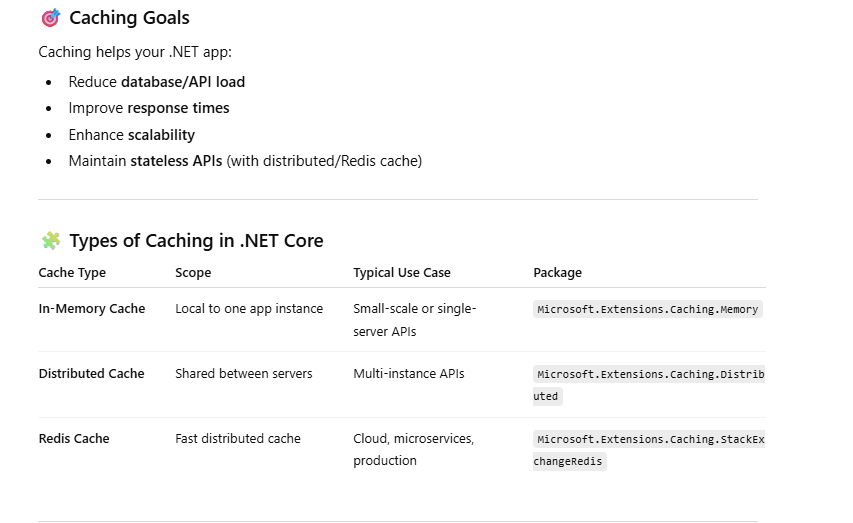 🎯 Caching Goals
Caching helps your .NET app:
• Reduce database/API load
• Improve response times
• Enhance scalability
• Maintain stateless APIs (with distributed/Redis cache)
🧩 Types of Caching in .NET Core
Cache Type Scope Typical Use Case Package
In-Memory Cache Local to one app instance Small-scale or single- Microsoft.Extensions.Caching.Memory
server APIs
Distributed Cache Shared between servers Multi-instance APIs Microsoft.Extensions.Caching.Distrib
uted
Redis Cache Fast distributed cache Cloud, microservices, Microsoft.Extensions.Caching.StackEx
production changeRedis